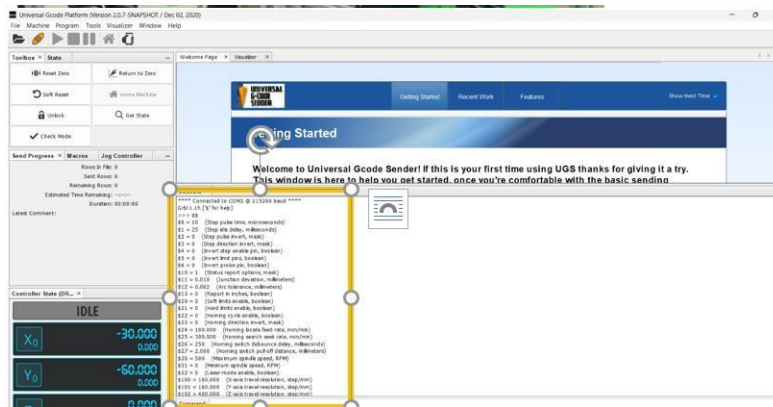 Universal Gcode Platform (Version 2.0.7-SNAPSHOT / Dec 02, 2020)
File Machine Program Tools Visualizer Window Help
Toolbox × State
Welcome Page × Visualizer ×
Reset Zero
Return to Zero
Soft Reset
Home Machine
Unlock
Get State
Check Mode
UNIVERSAL
G-CODE
SENDER
Getting Started
Recent Work
Features
Show Next Time
ing Started
Welcome to Universal Gcode Sender! If this is your first time using UGS thanks for giving it a try.
This window is here to help you get started, once you're comfortable with the basic sending
Send Progress × Macros Jog Controller
Rows In File: 0
Sent Rows: 0
Remaining Rows: 0
Estimated Time Remaining: --:--:--
Duration: 00:00:00
Latest Comment:
**** Connected to COM5 @ 115200 baud ****
Grbl 1.1h ['$' for help]
>>> $$
$0 = 10 (Step pulse time, microseconds)
$1 = 25 (Step idle delay, milliseconds)
$2 = 0 (Step pulse invert, mask)
$3 = 0 (Step direction invert, mask)
$4 = 0 (Invert step enable pin, boolean)
$5 = 0 (Invert limit pins, boolean)
$6 = 0 (Invert probe pin, boolean)
$10 = 1 (Status report options, mask)
$11 = 0.010 (Junction deviation, millimeters)
$12 = 0.002 (Arc tolerance, millimeters)
$13 = 0 (Report in inches, boolean)
$20 = 0 (Soft limits enable, boolean)
$21 = 0 (Hard limits enable, boolean)
$22 = 0 (Homing cycle enable, boolean)
$23 = 0 (Homing direction invert, mask)
$24 = 100.000 (Homing locate feed rate, mm/min)
$25 = 300.000 (Homing search seek rate, mm/min)
$26 = 250 (Homing switch debounce delay, milliseconds)
$27 = 2.000 (Homing switch pull-off distance, millimeters)
$30 = 500 (Maximum spindle speed, RPM)
$31 = 0 (Minimum spindle speed, RPM)
$32 = 0 (Laser-mode enable, boolean)
$100 = 160.000 (X-axis travel resolution, step/mm)
$101 = 160.000 (Y-axis travel resolution, step/mm)
$102 = 400.000 (Z-axis travel resolution, step/mm)
Command:
Controller State (DR... ×
IDLE
X0
-30.000
0.000
Y0
-60.000
0.000
0.000